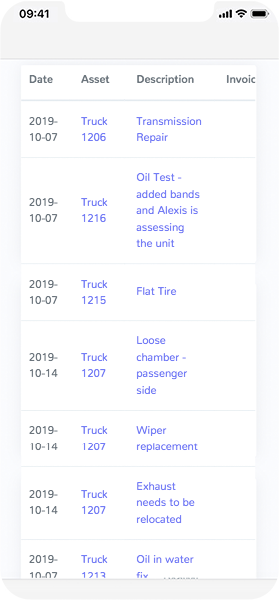 09:41
Date Asset Description Invoic
2019-10-07 Truck 1206 Transmission Repair
2019-10-07 Truck 1216 Oil Test - added bands and Alexis is assessing the unit
2019-10-07 Truck 1215 Flat Tire
2019-10-14 Truck 1207 Loose chamber - passenger side
2019-10-14 Truck 1207 Wiper replacement
2019-10-14 Truck 1207 Exhaust needs to be relocated
2019-10-07 Truck 1213 Oil in water fix